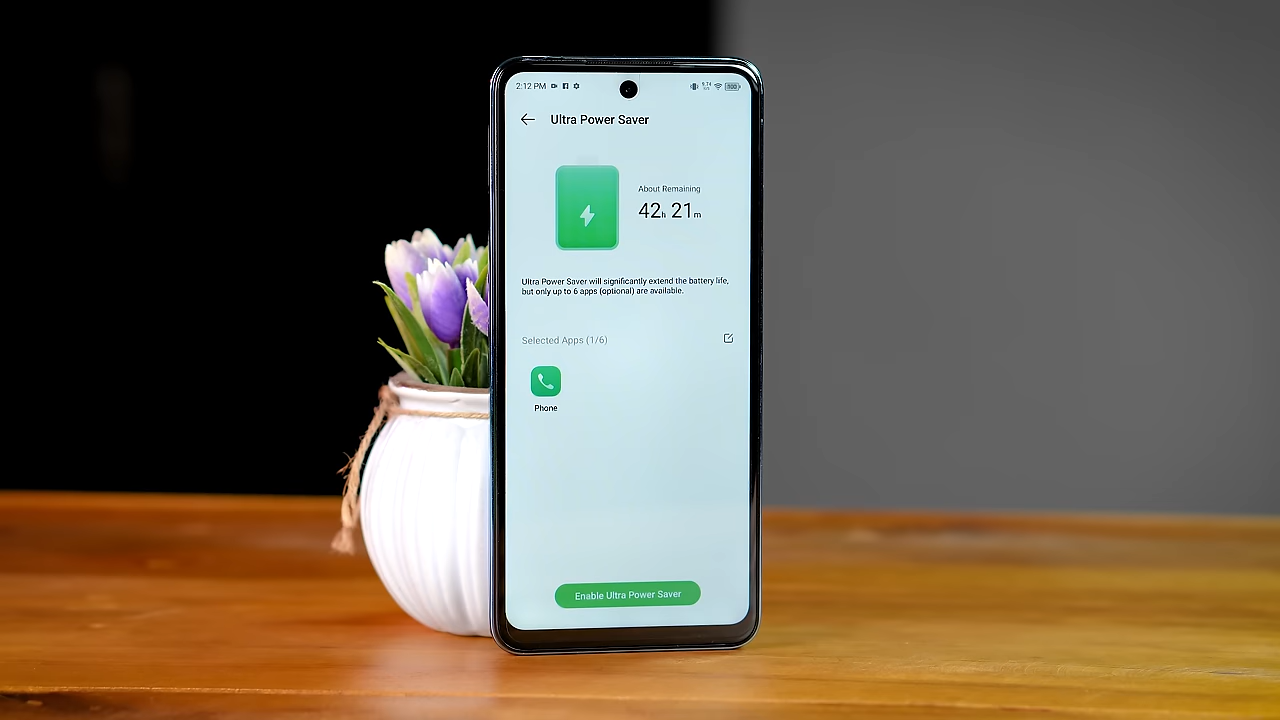 2:12 PM
100
Ultra Power Saver
About Remaining
42h 21m
Ultra Power Saver will significantly extend the battery life,
but only up to 6 apps (optional) are available.
Selected Apps (1/6)
Phone
Enable Ultra Power Saver